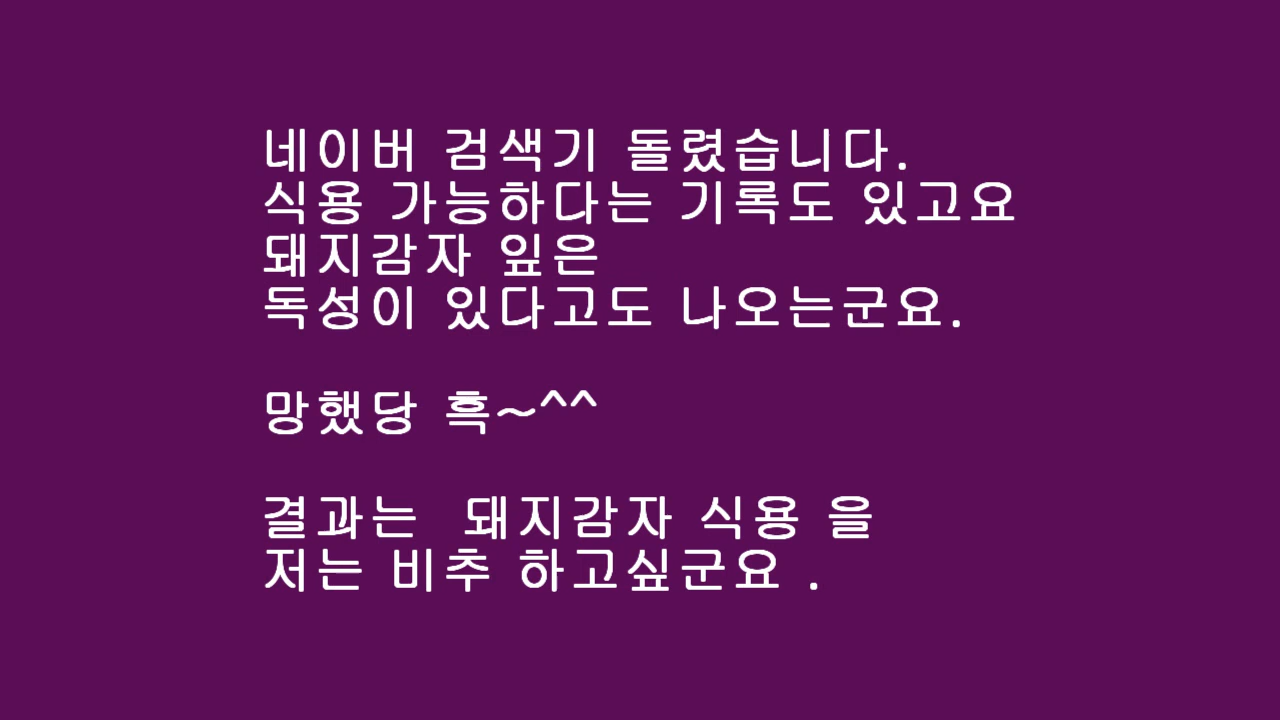 네이버 검색기 돌렸습니다.
식용 가능하다는 기록도 있고요
돼지감자 잎은
독성이 있다고도 나오는군요.
망했당 흑~^^
결과는 돼지감자 식용 을
저는 비추 하고싶군요 .